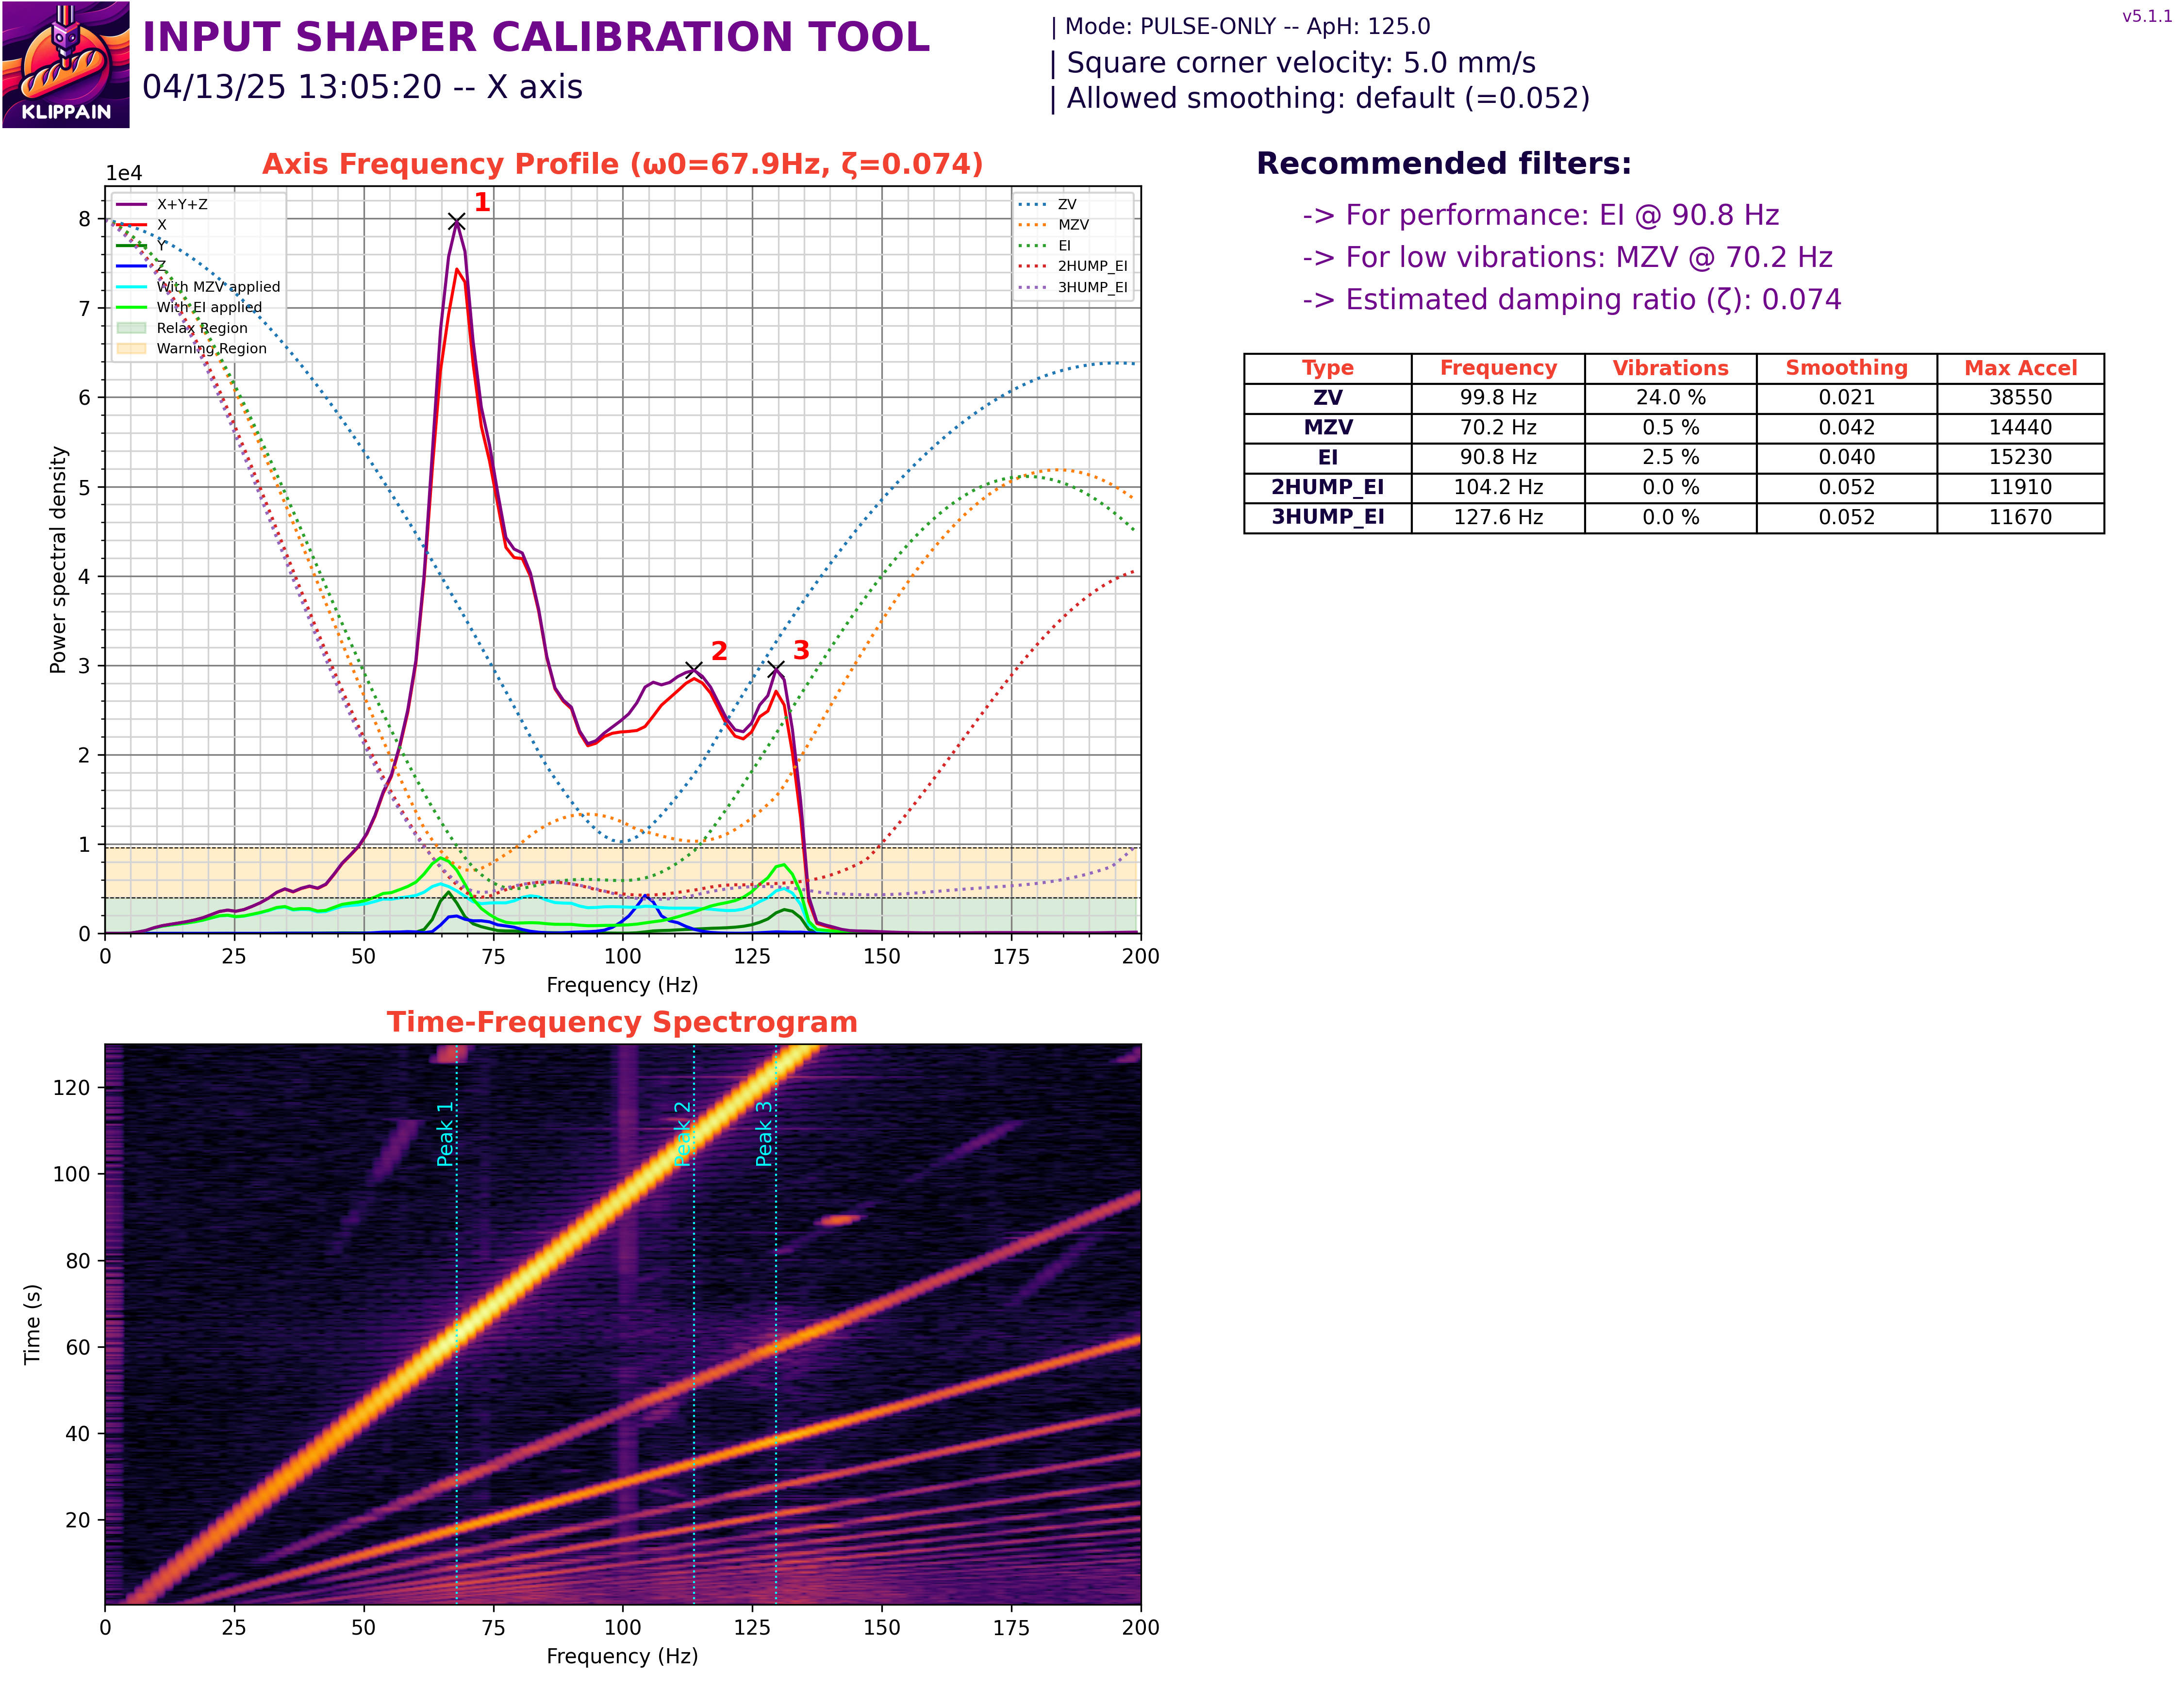 KLIPPAIN
INPUT SHAPER CALIBRATION TOOL
04/13/25 13:05:20 -- X axis
| Mode: PULSE-ONLY -- ApH: 125.0
| Square corner velocity: 5.0 mm/s
| Allowed smoothing: default (=0.052)
v5.1.1
Axis Frequency Profile (ω0=67.9Hz, ζ=0.074)
1e4
X+Y+Z
X
Y
Z
With MZV applied
With EI applied
Relax Region
Warning Region
ZV
MZV
EI
2HUMP_EI
3HUMP_EI
1
2
3
8
7
6
5
4
3
2
1
0
Power spectral density
0 25 50 75 100 125 150 175 200
Frequency (Hz)
Recommended filters:
-> For performance: EI @ 90.8 Hz
-> For low vibrations: MZV @ 70.2 Hz
-> Estimated damping ratio (ζ): 0.074
Type Frequency Vibrations Smoothing Max Accel
ZV 99.8 Hz 24.0 % 0.021 38550
MZV 70.2 Hz 0.5 % 0.042 14440
EI 90.8 Hz 2.5 % 0.040 15230
2HUMP_EI 104.2 Hz 0.0 % 0.052 11910
3HUMP_EI 127.6 Hz 0.0 % 0.052 11670
Time-Frequency Spectrogram
Peak 1
Peak 2
Peak 3
120
100
80
60
40
20
Time (s)
0 25 50 75 100 125 150 175 200
Frequency (Hz)